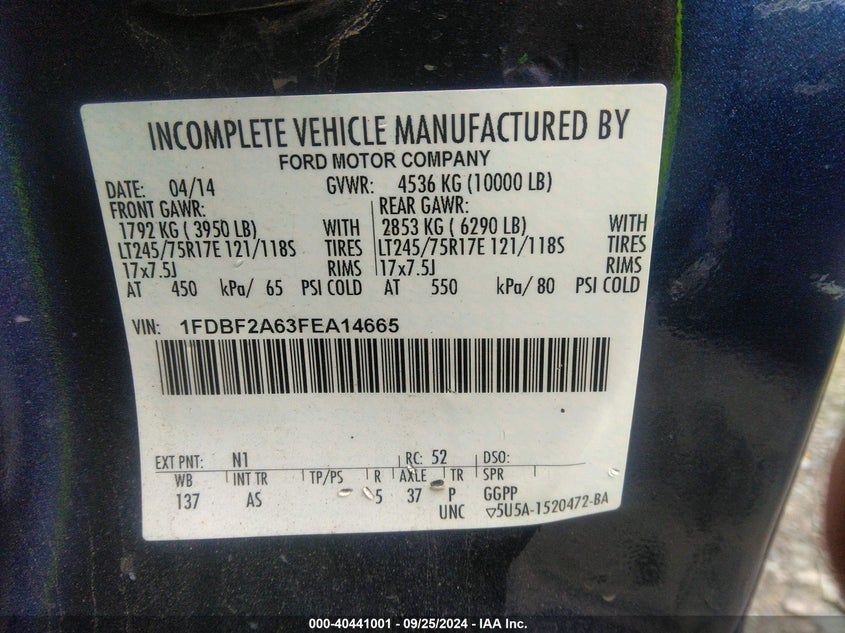 INCOMPLETE VEHICLE MANUFACTURED BY
FORD MOTOR COMPANY
DATE: 04/14 GVWR: 4536 KG (10000 LB)
FRONT GAWR: REAR GAWR:
1792 KG ( 3950 LB) WITH 2853 KG ( 6290 LB) WITH
LT245/75R17E 121/118S TIRES LT245/75R17E 121/118S TIRES
17x7.5J RIMS 17x7.5J RIMS
AT 450 kPa/ 65 PSI COLD AT 550 kPa/ 80 PSI COLD
VIN: 1FDBF2A63FEA14665
EXT PNT: N1 RC: 52 DSO:
WB INT TR TP/PS R AXLE TR SPR
137 AS 5 37 P GGPP
UNC ▽5U5A-1520472-BA
000-40441001 - 09/25/2024 - IAA Inc.